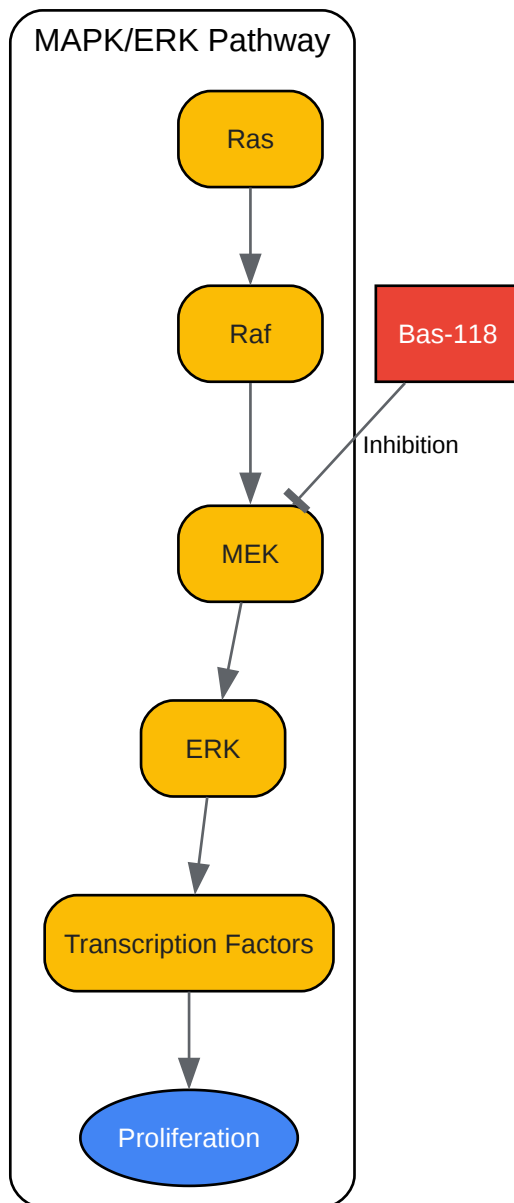 MAPK/ERK Pathway
Ras
Raf
Bas-118
Inhibition
MEK
ERK
Transcription Factors
Proliferation